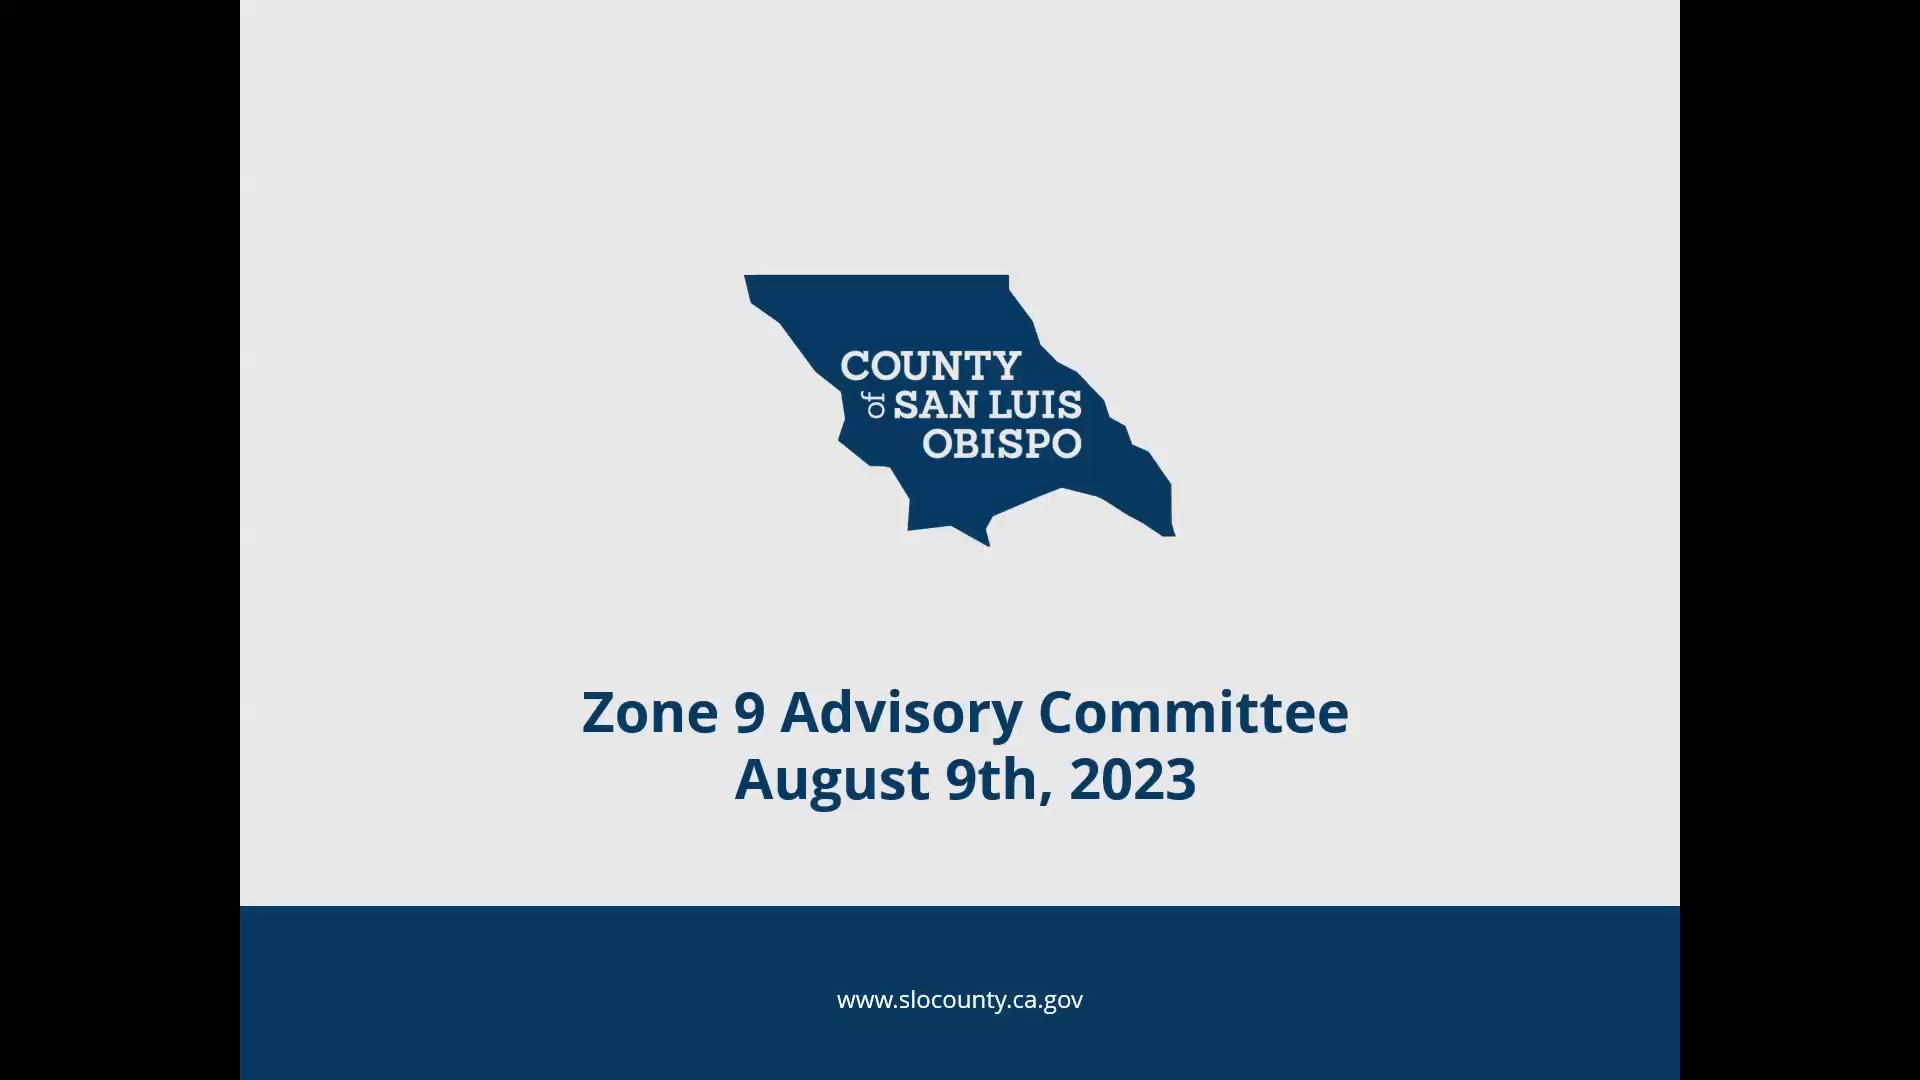 COUNTY
of SAN LUIS
OBISPO
Zone 9 Advisory Committee
August 9th, 2023
www.slocounty.ca.gov